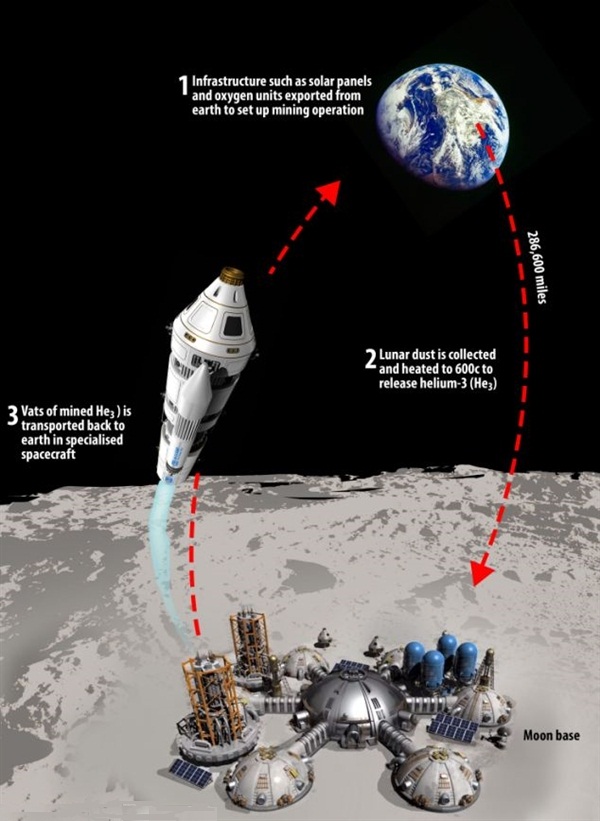 1 Infrastructure such as solar panels
and oxygen units exported from
earth to set up mining operation
286,600 miles
2 Lunar dust is collected
and heated to 600c to
release helium-3 (He₃)
3 Vats of mined He₃ ) is
transported back to
earth in specialised
spacecraft
Moon base